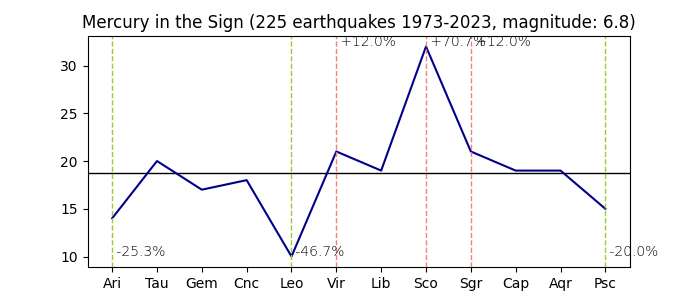 Mercury in the Sign (225 earthquakes 1973-2023, magnitude: 6.8)
+12.0% +70.7% +12.0%
30
25
20
15
10
-25.3% -46.7% -20.0%
Ari Tau Gem Cnc Leo Vir Lib Sco Sgr Cap Aqr Psc